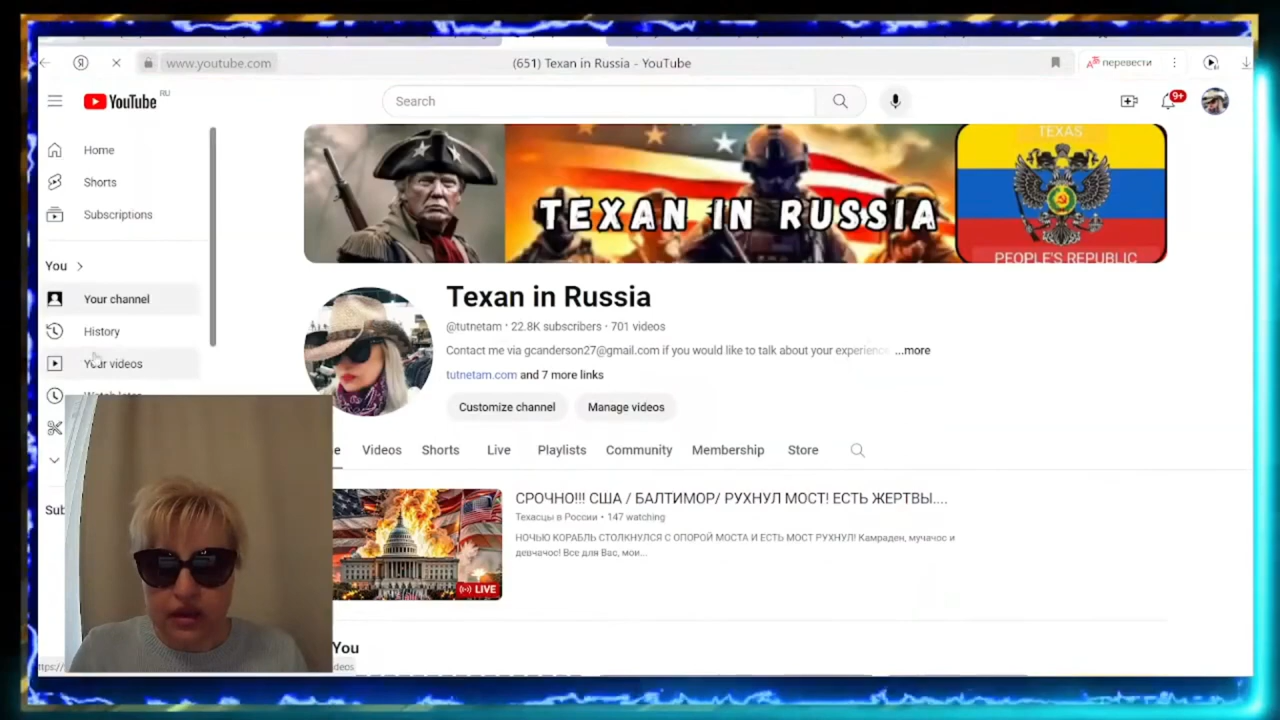 www.youtube.com
(651) Texan in Russia - YouTube
перевести
YouTube RU
Search
9+
Home
Shorts
Subscriptions
You
Your channel
History
Your videos
Watch later
TEXAN IN RUSSIA
TEXAS
PEOPLE'S REPUBLIC
Texan in Russia
@tutnetam · 22.8K subscribers · 701 videos
Contact me via gcanderson27@gmail.com if you would like to talk about your experience ...more
tutnetam.com and 7 more links
Customize channel
Manage videos
Videos
Shorts
Live
Playlists
Community
Membership
Store
СРОЧНО!!! США / БАЛТИМОР/ РУХНУЛ МОСТ! ЕСТЬ ЖЕРТВЫ....
Техасцы в России • 147 watching
НОЧЬЮ КОРАБЛЬ СТОЛКНУЛСЯ С ОПОРОЙ МОСТА И ЕСТЬ МОСТ РУХНУЛ! Камраден, мучачос и
девчачос! Все для Вас, мои...
LIVE
Sub
You